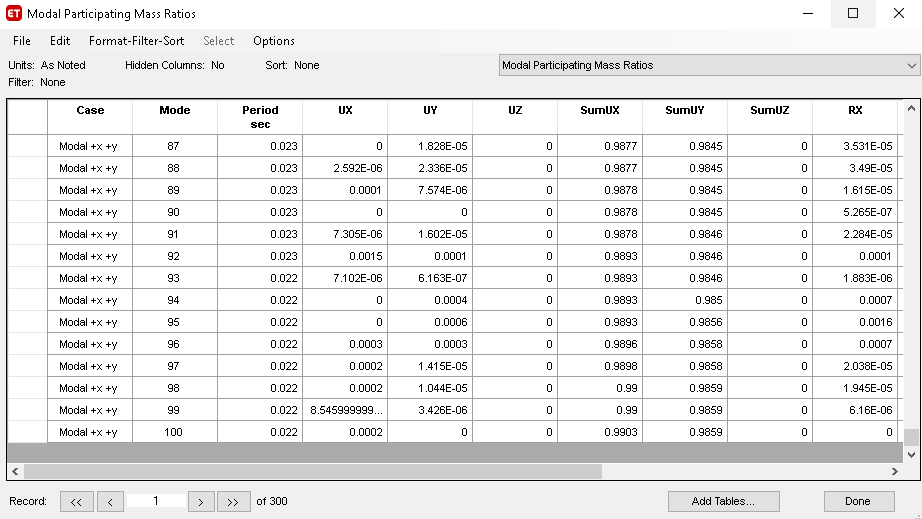 ET Modal Participating Mass Ratios
File Edit Format-Filter-Sort Select Options
Units: As Noted Hidden Columns: No Sort: None Modal Participating Mass Ratios
Filter: None
Case Mode Period UX UY UZ SumUX SumUY SumUZ RX
sec
Modal +x +y 87 0.023 0 1.828E-05 0 0.9877 0.9845 0 3.531E-05
Modal +x +y 88 0.023 2.592E-06 2.336E-05 0 0.9877 0.9845 0 3.49E-05
Modal +x +y 89 0.023 0.0001 7.574E-06 0 0.9878 0.9845 0 1.615E-05
Modal +x +y 90 0.023 0 0 0 0.9878 0.9845 0 5.265E-07
Modal +x +y 91 0.023 7.305E-06 1.602E-05 0 0.9878 0.9846 0 2.284E-05
Modal +x +y 92 0.023 0.0015 0.0001 0 0.9893 0.9846 0 0.0001
Modal +x +y 93 0.022 7.102E-06 6.163E-07 0 0.9893 0.9846 0 1.883E-06
Modal +x +y 94 0.022 0 0.0004 0 0.9893 0.985 0 0.0007
Modal +x +y 95 0.022 0 0.0006 0 0.9893 0.9856 0 0.0016
Modal +x +y 96 0.022 0.0003 0.0003 0 0.9896 0.9858 0 0.0007
Modal +x +y 97 0.022 0.0002 1.415E-05 0 0.9898 0.9858 0 2.038E-05
Modal +x +y 98 0.022 0.0002 1.044E-05 0 0.99 0.9859 0 1.945E-05
Modal +x +y 99 0.022 8.545999999... 3.426E-06 0 0.99 0.9859 0 6.16E-06
Modal +x +y 100 0.022 0.0002 0 0 0.9903 0.9859 0 0
Record: << < 1 > >> of 300 Add Tables... Done